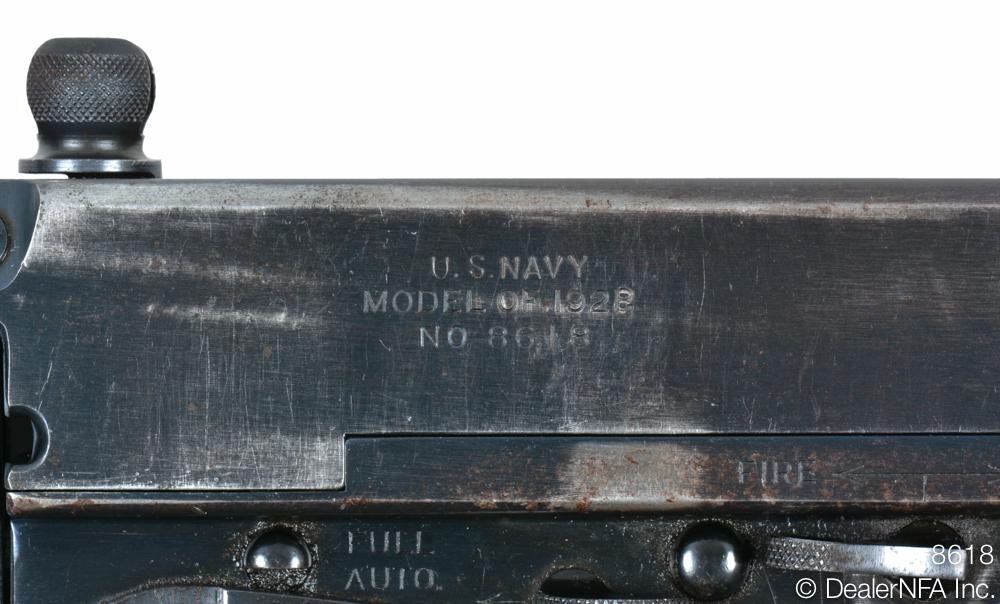 U. S. NAVY
MODEL OF 1928
NO 8618
FIRE
FULL
AUTO.
8618
© DealerNFA Inc.